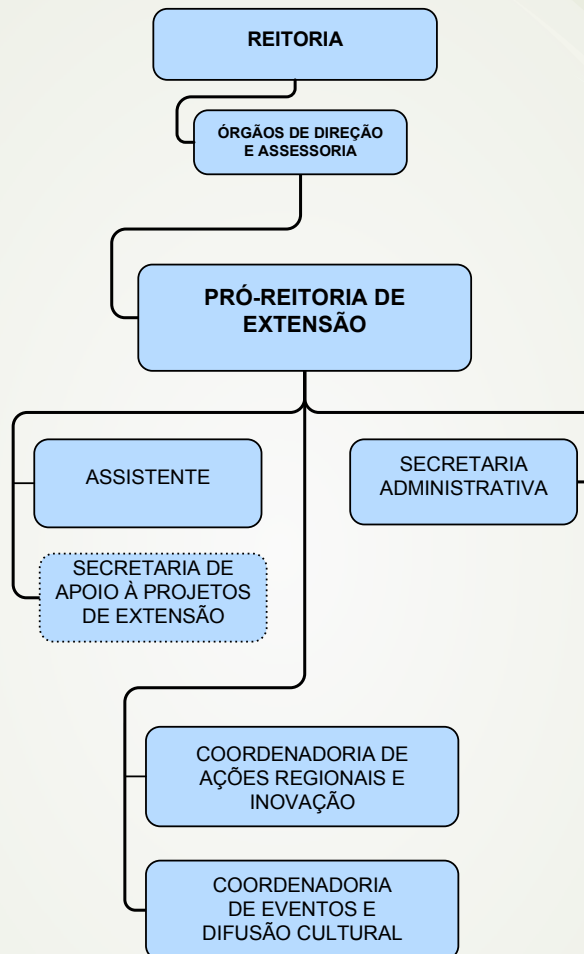 REITORIA
ÓRGÃOS DE DIREÇÃO
E ASSESSORIA
PRÓ-REITORIA DE
EXTENSÃO
ASSISTENTE
SECRETARIA
ADMINISTRATIVA
SECRETARIA DE
APOIO À PROJETOS
DE EXTENSÃO
COORDENADORIA DE
AÇÕES REGIONAIS E
INOVAÇÃO
COORDENADORIA
DE EVENTOS E
DIFUSÃO CULTURAL